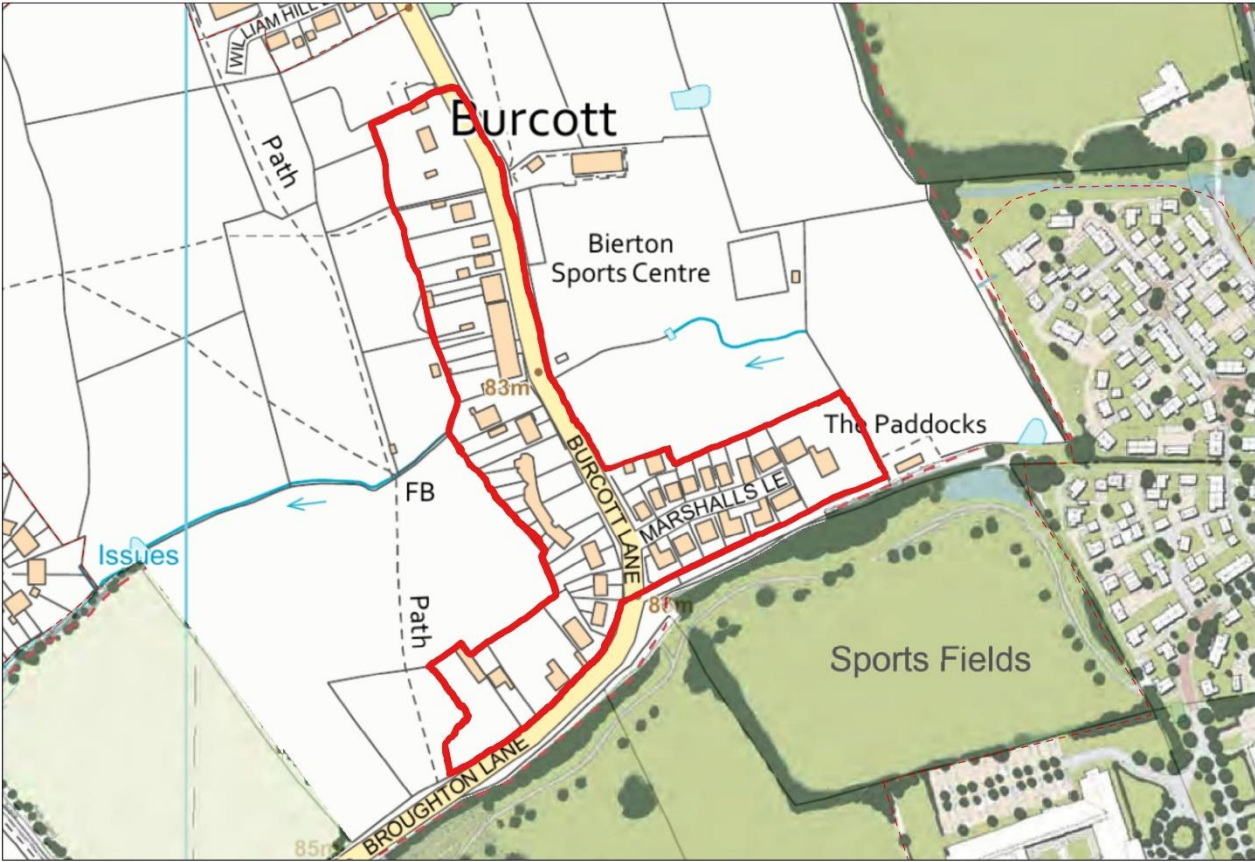 WILLIAM HILL
Burcott
Path
Bierton
Sports Centre
83m
The Paddocks
BURCOTT LANE
MARSHALLS LE
FB
Issues
Path
Sports Fields
BROUGHTON LANE
85m